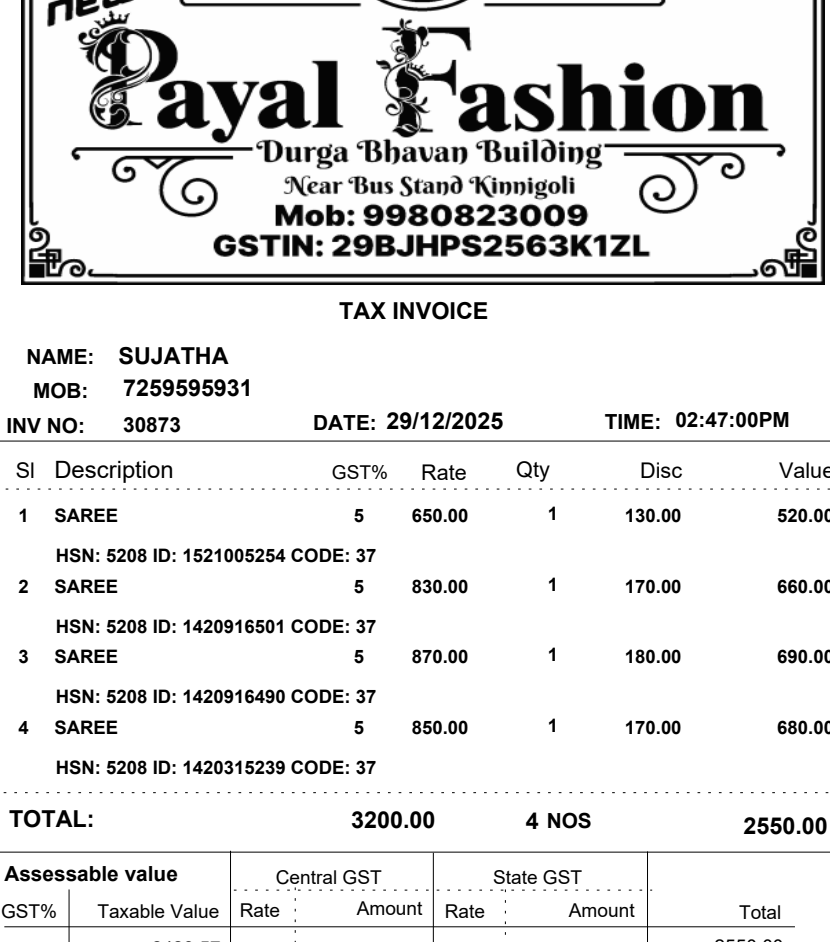 new
Payal Fashion
Durga Bhavan Building
Near Bus Stand Kinnigoli
Mob: 9980823009
GSTIN: 29BJHPS2563K1ZL
TAX INVOICE
NAME: SUJATHA
MOB: 7259595931
INV NO: 30873 DATE: 29/12/2025 TIME: 02:47:00PM
Sl Description GST% Rate Qty Disc Value
1 SAREE 5 650.00 1 130.00 520.00
HSN: 5208 ID: 1521005254 CODE: 37
2 SAREE 5 830.00 1 170.00 660.00
HSN: 5208 ID: 1420916501 CODE: 37
3 SAREE 5 870.00 1 180.00 690.00
HSN: 5208 ID: 1420916490 CODE: 37
4 SAREE 5 850.00 1 170.00 680.00
HSN: 5208 ID: 1420315239 CODE: 37
TOTAL: 3200.00 4 NOS 2550.00
Assessable value Central GST State GST
GST% Taxable Value Rate Amount Rate Amount Total